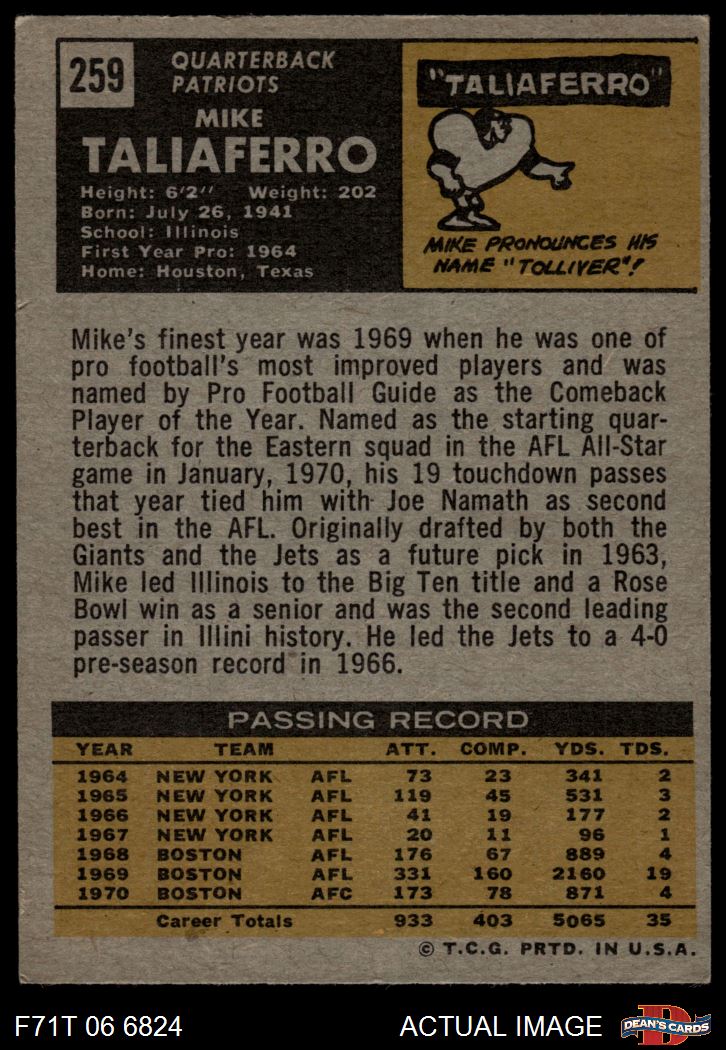 259
QUARTERBACK
PATRIOTS
MIKE
TALIAFERRO
Height: 6'2'' Weight: 202
Born: July 26, 1941
School: Illinois
First Year Pro: 1964
Home: Houston, Texas
"TALIAFERRO"
MIKE PRONOUNCES HIS
NAME "TOLLIVER"!
Mike's finest year was 1969 when he was one of
pro football's most improved players and was
named by Pro Football Guide as the Comeback
Player of the Year. Named as the starting quar-
terback for the Eastern squad in the AFL All-Star
game in January, 1970, his 19 touchdown passes
that year tied him with Joe Namath as second
best in the AFL. Originally drafted by both the
Giants and the Jets as a future pick in 1963,
Mike led Illinois to the Big Ten title and a Rose
Bowl win as a senior and was the second leading
passer in Illini history. He led the Jets to a 4-0
pre-season record in 1966.
PASSING RECORD
YEAR TEAM ATT. COMP. YDS. TDS.
1964 NEW YORK AFL 73 23 341 2
1965 NEW YORK AFL 119 45 531 3
1966 NEW YORK AFL 41 19 177 2
1967 NEW YORK AFL 20 11 96 1
1968 BOSTON AFL 176 67 889 4
1969 BOSTON AFL 331 160 2160 19
1970 BOSTON AFC 173 78 871 4
Career Totals 933 403 5065 35
© T.C.G. PRTD. IN U.S.A.
F71T 06 6824 ACTUAL IMAGE
D
DEAN'S CARDS